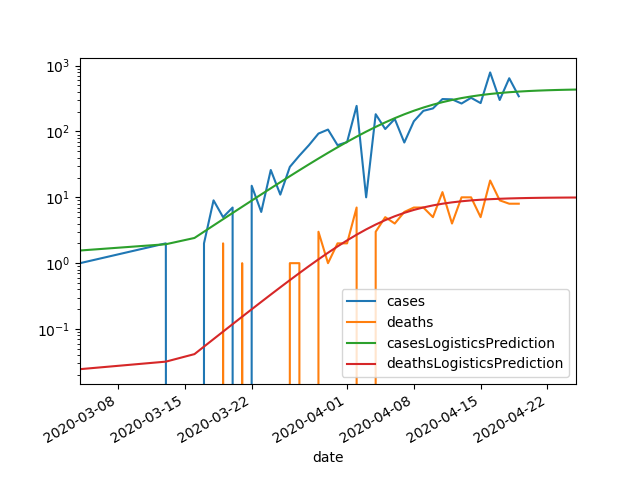 10³
10²
10¹
10⁰
10⁻¹
cases
deaths
casesLogisticsPrediction
deathsLogisticsPrediction
2020-03-08
2020-03-15
2020-03-22
2020-04-01
2020-04-08
2020-04-15
2020-04-22
date